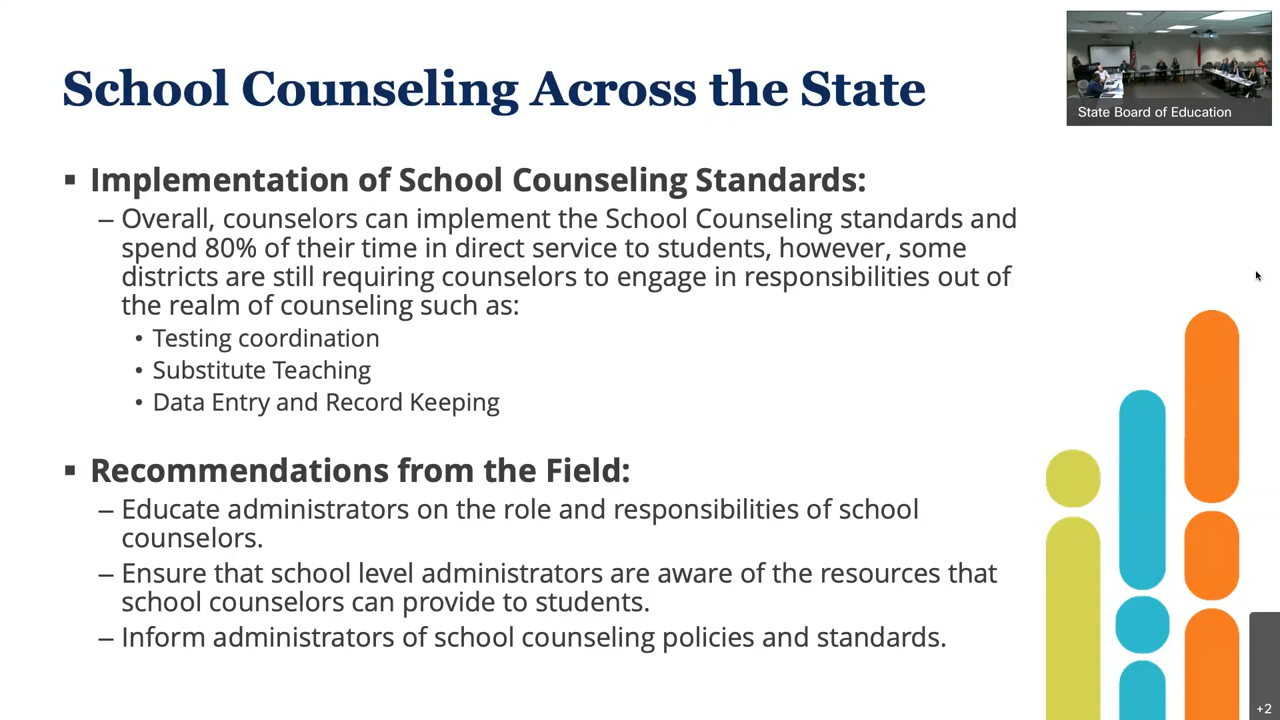 School Counseling Across the State
State Board of Education
▪ Implementation of School Counseling Standards:
– Overall, counselors can implement the School Counseling standards and
spend 80% of their time in direct service to students, however, some
districts are still requiring counselors to engage in responsibilities out of
the realm of counseling such as:
• Testing coordination
• Substitute Teaching
• Data Entry and Record Keeping
▪ Recommendations from the Field:
– Educate administrators on the role and responsibilities of school
counselors.
– Ensure that school level administrators are aware of the resources that
school counselors can provide to students.
– Inform administrators of school counseling policies and standards.
+2